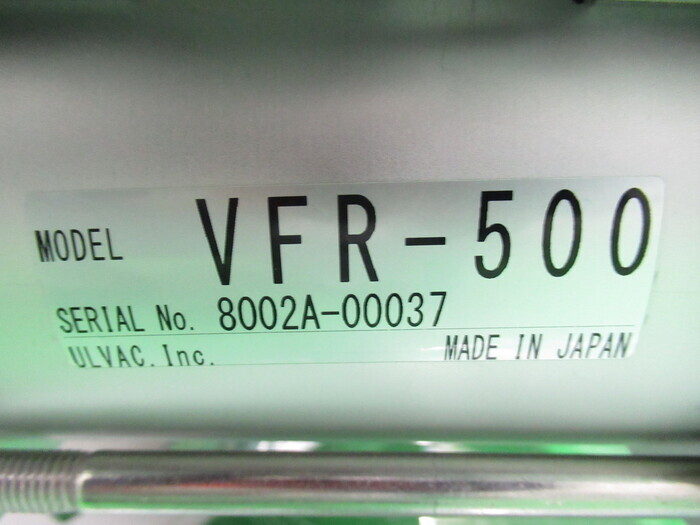 MODEL VFR-500
SERIAL No. 8002A-00037
ULVAC.Inc. MADE IN JAPAN